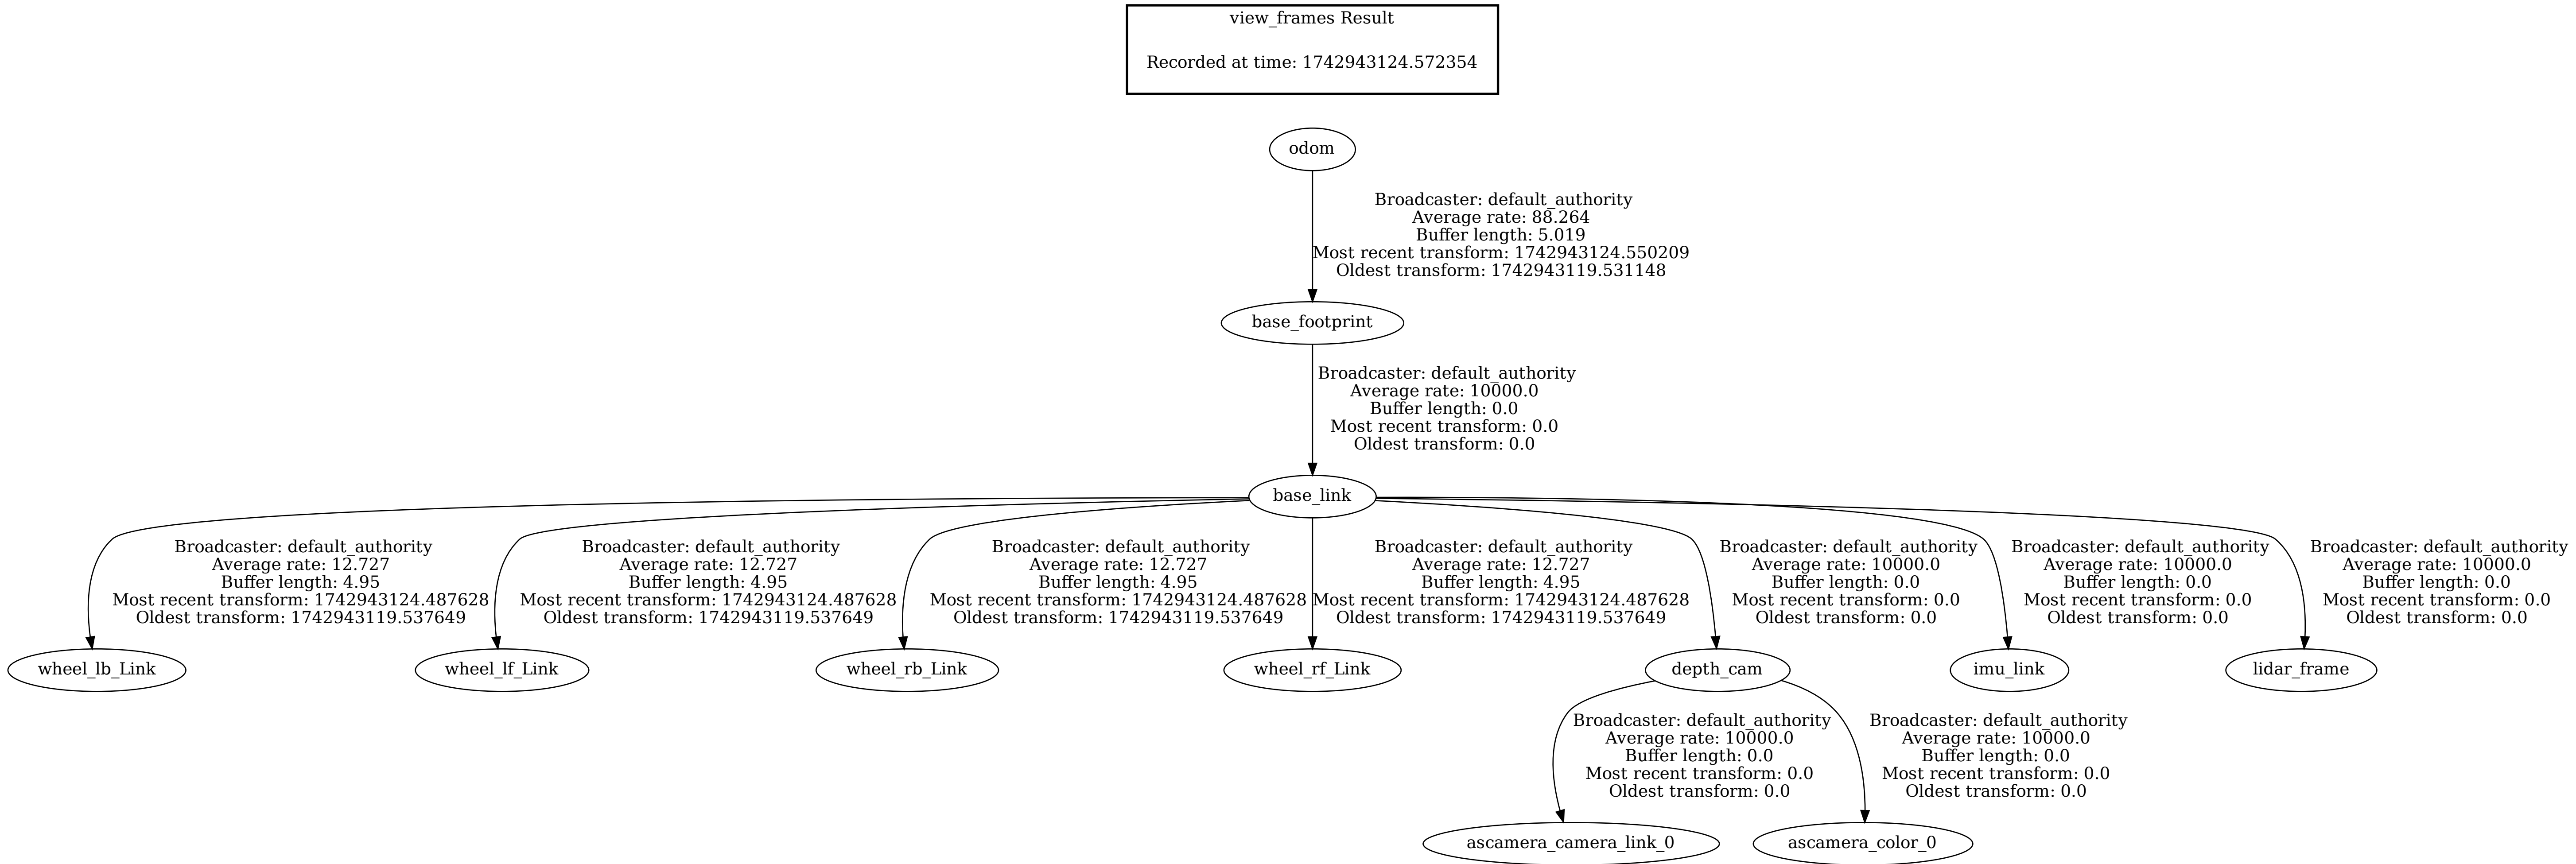 view_frames Result
Recorded at time: 1742943124.572354
odom
Broadcaster: default_authority
Average rate: 88.264
Buffer length: 5.019
Most recent transform: 1742943124.550209
Oldest transform: 1742943119.531148
base_footprint
Broadcaster: default_authority
Average rate: 10000.0
Buffer length: 0.0
Most recent transform: 0.0
Oldest transform: 0.0
base_link
Broadcaster: default_authority
Average rate: 12.727
Buffer length: 4.95
Most recent transform: 1742943124.487628
Oldest transform: 1742943119.537649
Broadcaster: default_authority
Average rate: 12.727
Buffer length: 4.95
Most recent transform: 1742943124.487628
Oldest transform: 1742943119.537649
Broadcaster: default_authority
Average rate: 12.727
Buffer length: 4.95
Most recent transform: 1742943124.487628
Oldest transform: 1742943119.537649
Broadcaster: default_authority
Average rate: 12.727
Buffer length: 4.95
Most recent transform: 1742943124.487628
Oldest transform: 1742943119.537649
Broadcaster: default_authority
Average rate: 10000.0
Buffer length: 0.0
Most recent transform: 0.0
Oldest transform: 0.0
Broadcaster: default_authority
Average rate: 10000.0
Buffer length: 0.0
Most recent transform: 0.0
Oldest transform: 0.0
Broadcaster: default_authority
Average rate: 10000.0
Buffer length: 0.0
Most recent transform: 0.0
Oldest transform: 0.0
wheel_lb_Link
wheel_lf_Link
wheel_rb_Link
wheel_rf_Link
depth_cam
imu_link
lidar_frame
Broadcaster: default_authority
Average rate: 10000.0
Buffer length: 0.0
Most recent transform: 0.0
Oldest transform: 0.0
Broadcaster: default_authority
Average rate: 10000.0
Buffer length: 0.0
Most recent transform: 0.0
Oldest transform: 0.0
ascamera_camera_link_0
ascamera_color_0